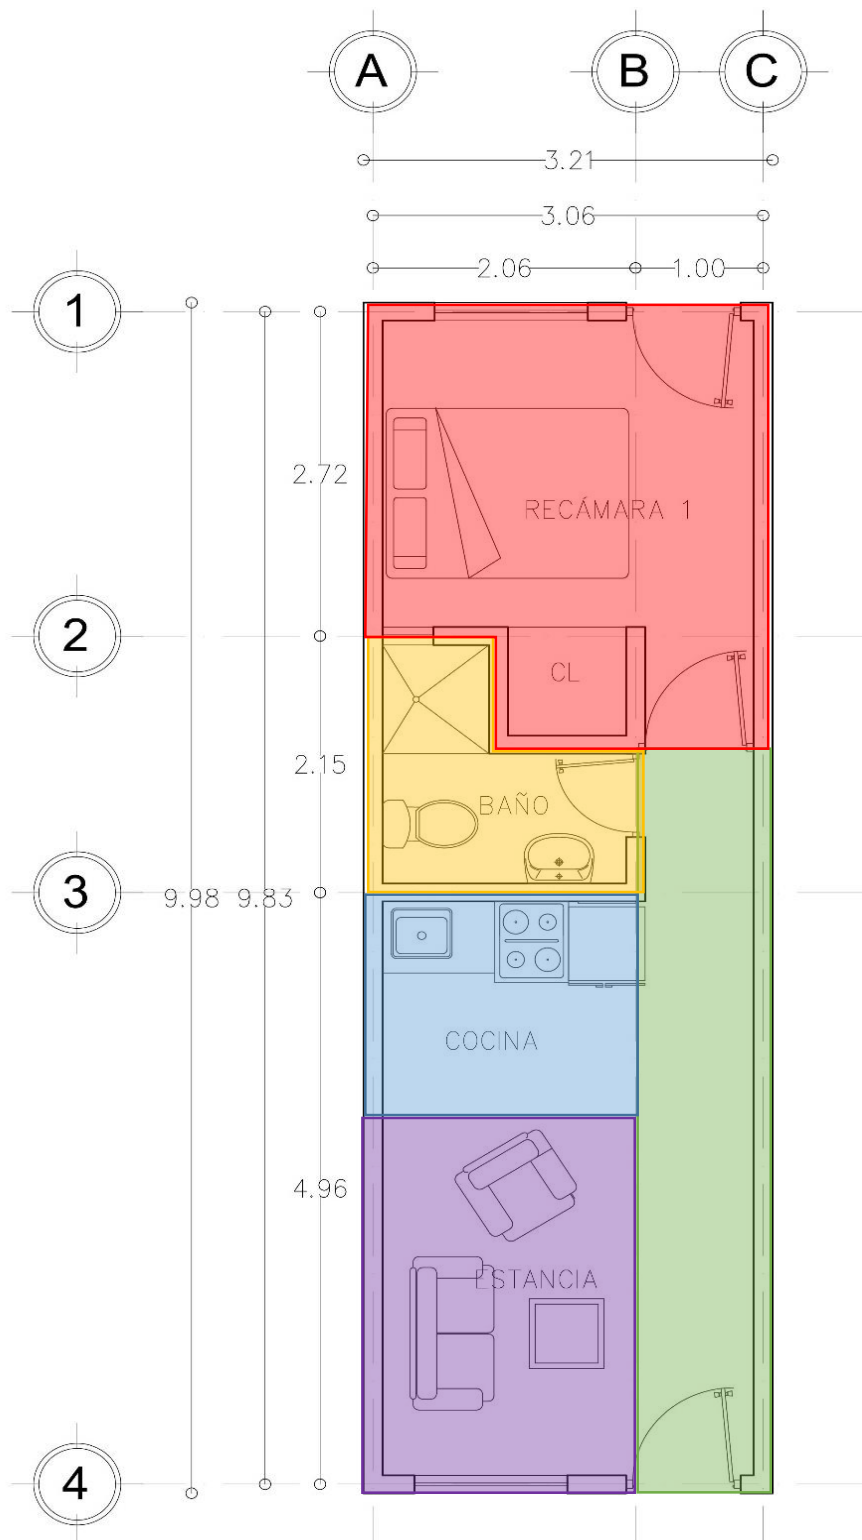 A B C
3.21
3.06
2.06 1.00
1
2.72
RECÁMARA 1
2
CL
2.15
BAÑO
3
9.98 9.83
COCINA
4.96
ESTANCIA
4